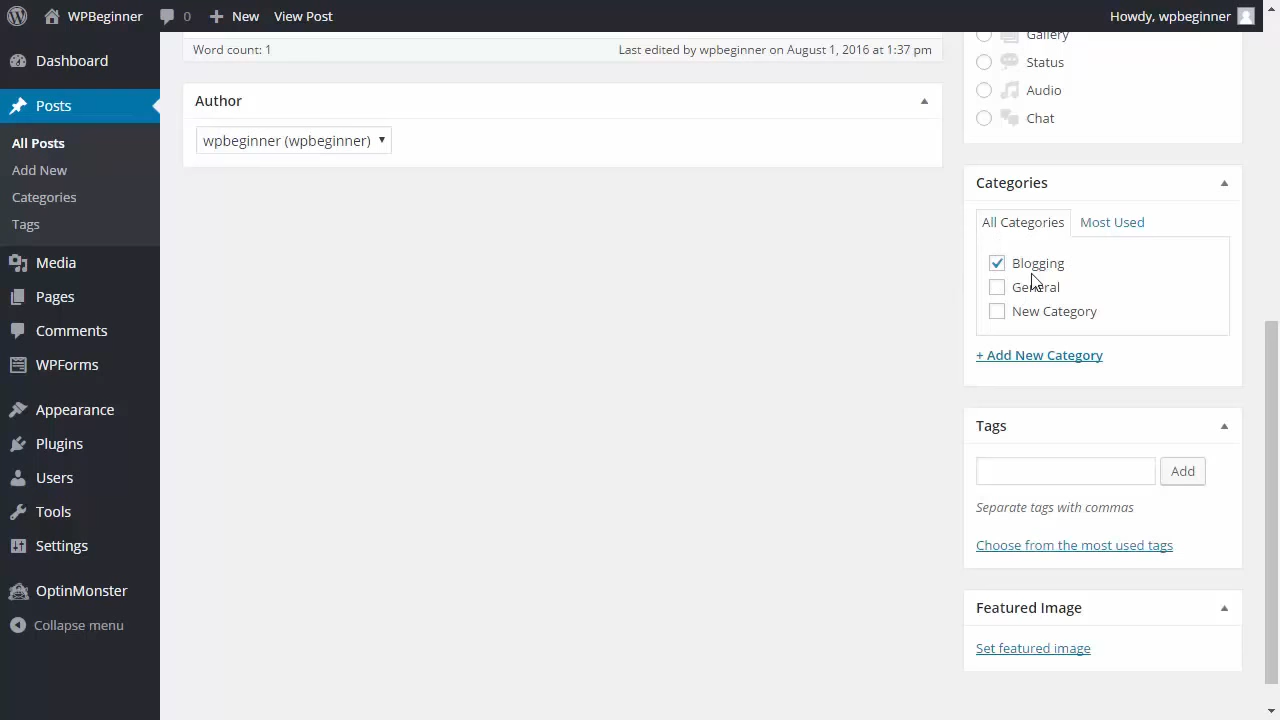 WPBeginner
0
New
View Post
Howdy, wpbeginner
Dashboard
Posts
All Posts
Add New
Categories
Tags
Media
Pages
Comments
WPForms
Appearance
Plugins
Users
Tools
Settings
OptinMonster
Collapse menu
Word count: 1
Last edited by wpbeginner on August 1, 2016 at 1:37 pm
Author
wpbeginner (wpbeginner)
Gallery
Status
Audio
Chat
Categories
All Categories
Most Used
Blogging
General
New Category
+ Add New Category
Tags
Add
Separate tags with commas
Choose from the most used tags
Featured Image
Set featured image